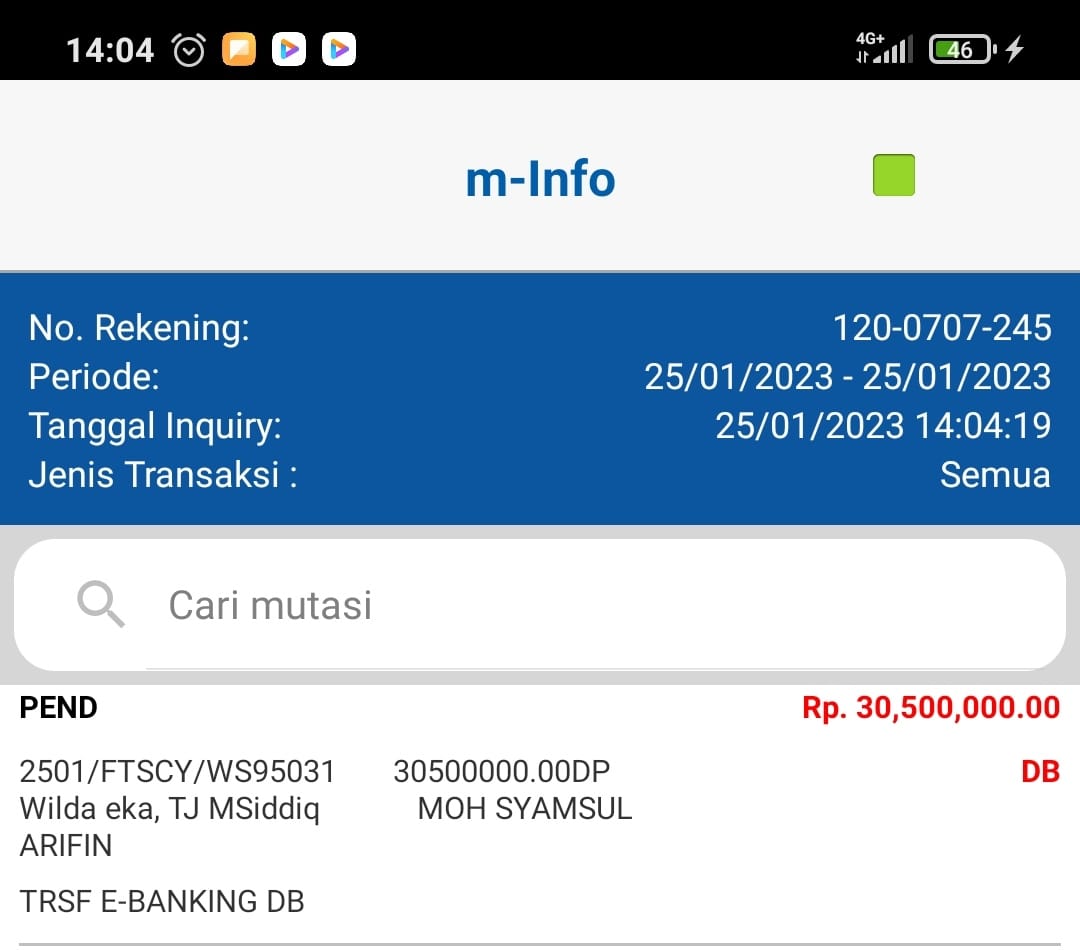 14:04 4G+ 46
m-Info
No. Rekening: 120-0707-245
Periode: 25/01/2023 - 25/01/2023
Tanggal Inquiry: 25/01/2023 14:04:19
Jenis Transaksi : Semua
Cari mutasi
PEND Rp. 30,500,000.00
2501/FTSCY/WS95031 30500000.00DP DB
Wilda eka, TJ MSiddiq MOH SYAMSUL
ARIFIN
TRSF E-BANKING DB